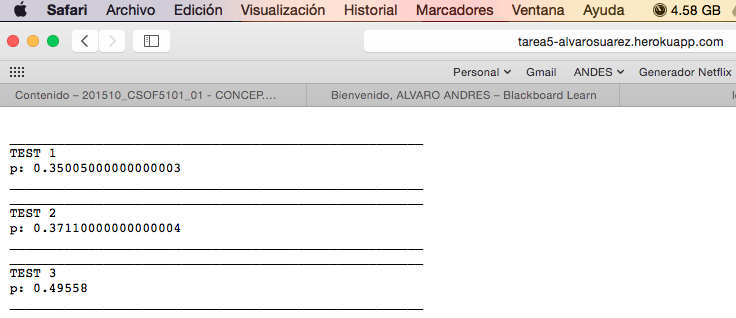 Safari Archivo Edición Visualización Historial Marcadores Ventana Ayuda 4.58 GB
tarea5-alvarosuarez.herokuapp.com
Personal Gmail ANDES Generador Netflix
Contenido – 201510_CSOF5101_01 - CONCEP.... Bienvenido, ALVARO ANDRES – Blackboard Learn
TEST 1
p: 0.35005000000000003
TEST 2
p: 0.37110000000000004
TEST 3
p: 0.49558